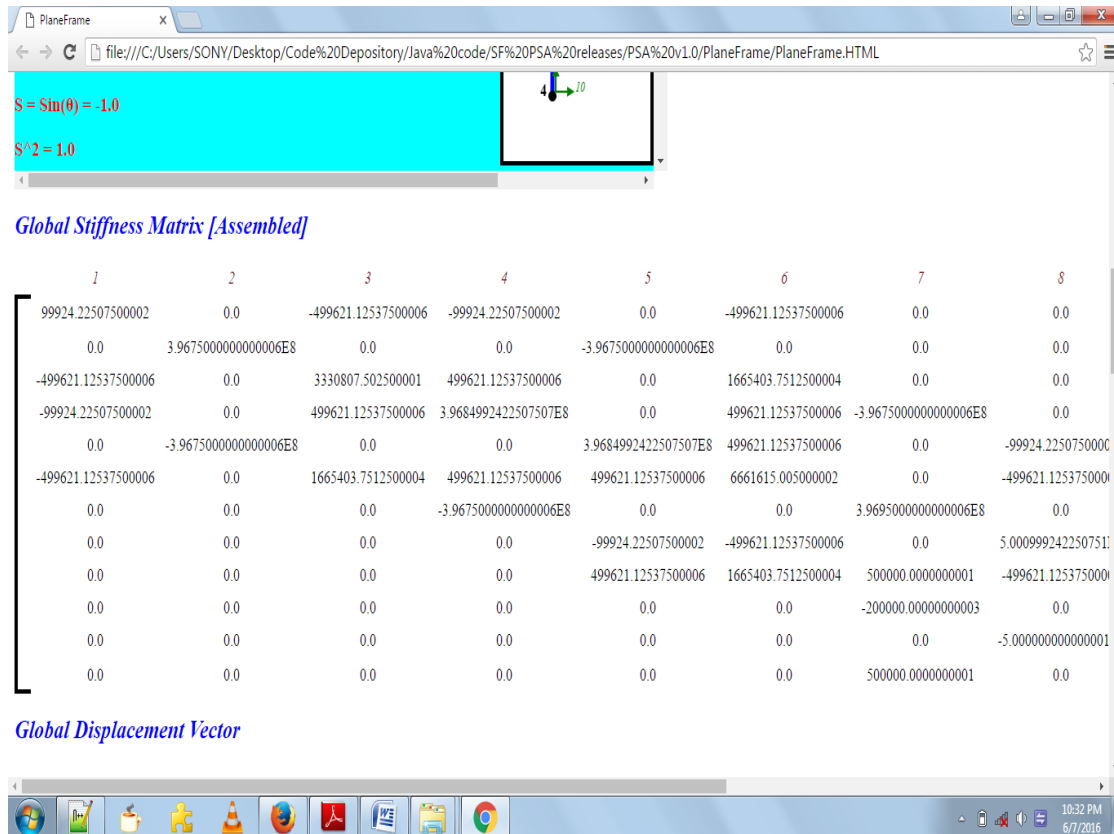 PlaneFrame x
file:///C:/Users/SONY/Desktop/Code%20Depository/Java%20code/SF%20PSA%20releases/PSA%20v1.0/PlaneFrame/PlaneFrame.HTML
S = Sin(θ) = -1.0
4 10
S^2 = 1.0
Global Stiffness Matrix [Assembled]
1 2 3 4 5 6 7 8
99924.22507500002 0.0 -499621.12537500006 -99924.22507500002 0.0 -499621.12537500006 0.0 0.0
0.0 3.9675000000000006E8 0.0 0.0 -3.9675000000000006E8 0.0 0.0 0.0
-499621.12537500006 0.0 3330807.502500001 499621.12537500006 0.0 1665403.7512500004 0.0 0.0
-99924.22507500002 0.0 499621.12537500006 3.9684992422507507E8 0.0 499621.12537500006 -3.9675000000000006E8 0.0
0.0 -3.9675000000000006E8 0.0 0.0 3.9684992422507507E8 499621.12537500006 0.0 -99924.2250750000
-499621.12537500006 0.0 1665403.7512500004 499621.12537500006 499621.12537500006 6661615.005000002 0.0 -499621.1253750000
0.0 0.0 0.0 -3.9675000000000006E8 0.0 0.0 3.9695000000000006E8 0.0
0.0 0.0 0.0 0.0 -99924.22507500002 -499621.12537500006 0.0 5.0009992422507511
0.0 0.0 0.0 0.0 499621.12537500006 1665403.7512500004 500000.0000000001 -499621.1253750000
0.0 0.0 0.0 0.0 0.0 0.0 -200000.00000000003 0.0
0.0 0.0 0.0 0.0 0.0 0.0 0.0 -5.000000000000001
0.0 0.0 0.0 0.0 0.0 0.0 500000.0000000001 0.0
Global Displacement Vector
10:32 PM
6/7/2016